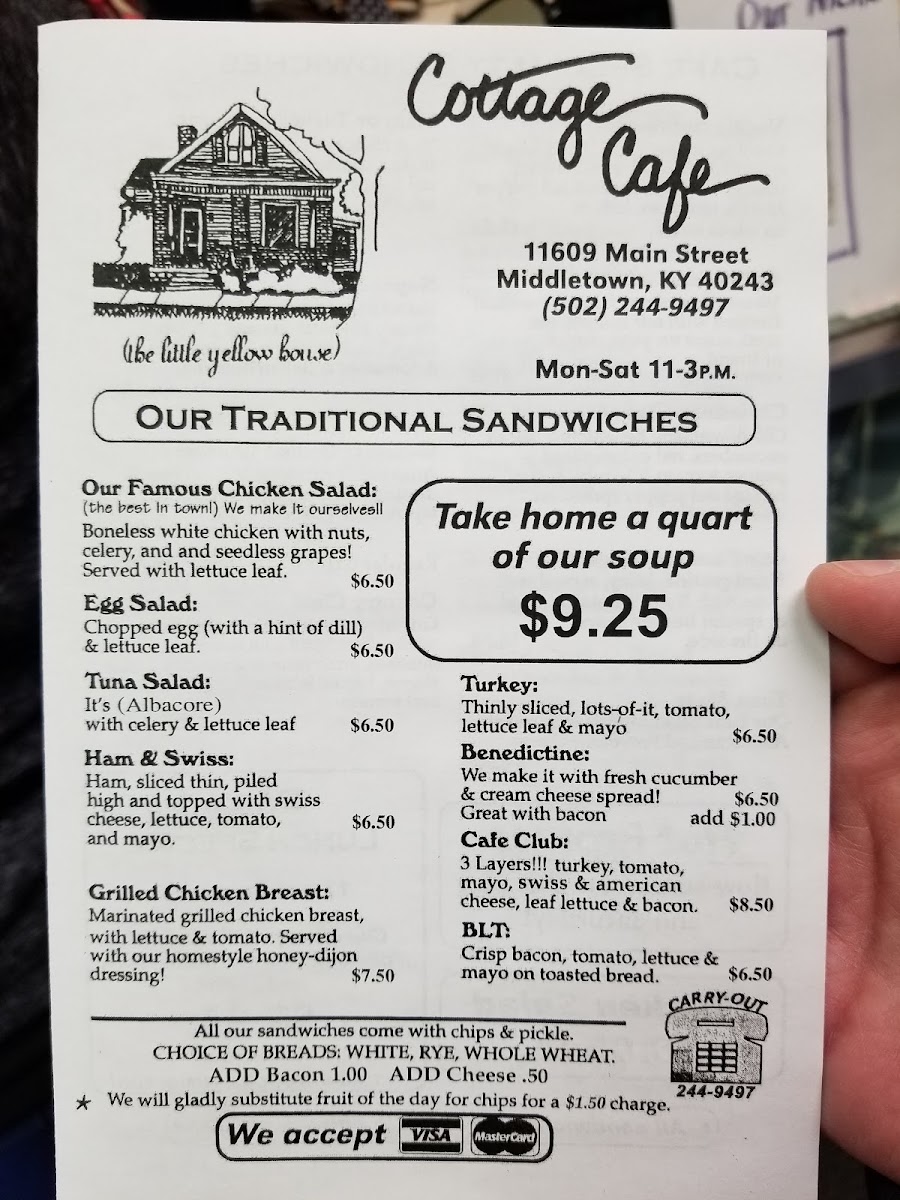 Cottage
Cafe
11609 Main Street
Middletown, KY 40243
(502) 244-9497
(the little yellow house)
Mon-Sat 11-3P.M.
OUR TRADITIONAL SANDWICHES
Our Famous Chicken Salad:
(the best in town!) We make it ourselves!!
Boneless white chicken with nuts,
celery, and and seedless grapes!
Served with lettuce leaf.
$6.50
Egg Salad:
Chopped egg (with a hint of dill)
& lettuce leaf.
$6.50
Tuna Salad:
It's (Albacore)
with celery & lettuce leaf $6.50
Ham & Swiss:
Ham, sliced thin, piled
high and topped with swiss
cheese, lettuce, tomato, $6.50
and mayo.
Grilled Chicken Breast:
Marinated grilled chicken breast,
with lettuce & tomato. Served
with our homestyle honey-dijon
dressing! $7.50
Take home a quart
of our soup
$9.25
Turkey:
Thinly sliced, lots-of-it, tomato,
lettuce leaf & mayo
$6.50
Benedictine:
We make it with fresh cucumber
& cream cheese spread! $6.50
Great with bacon add $1.00
Cafe Club:
3 Layers!!! turkey, tomato,
mayo, swiss & american
cheese, leaf lettuce & bacon. $8.50
BLT:
Crisp bacon, tomato, lettuce &
mayo on toasted bread. $6.50
All our sandwiches come with chips & pickle.
CHOICE OF BREADS: WHITE, RYE, WHOLE WHEAT.
ADD Bacon 1.00 ADD Cheese .50
* We will gladly substitute fruit of the day for chips for a $1.50 charge.
CARRY-OUT
244-9497
We accept VISA MasterCard